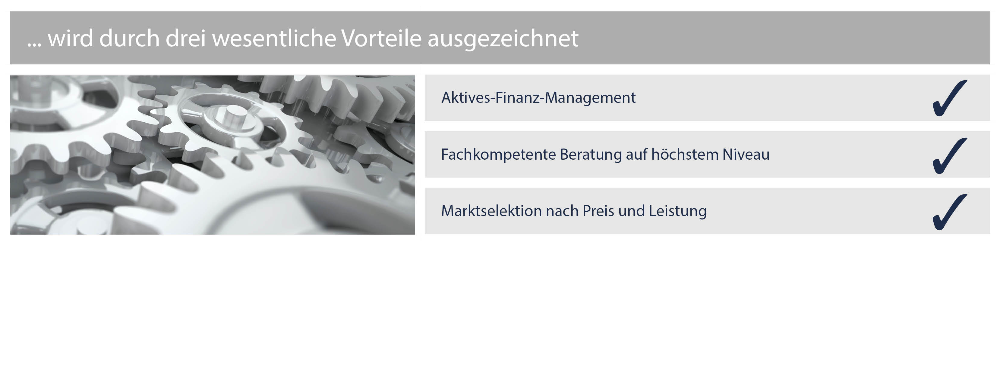 ... wird durch drei wesentliche Vorteile ausgezeichnet
Aktives-Finanz-Management
Fachkompetente Beratung auf höchstem Niveau
Marktselektion nach Preis und Leistung